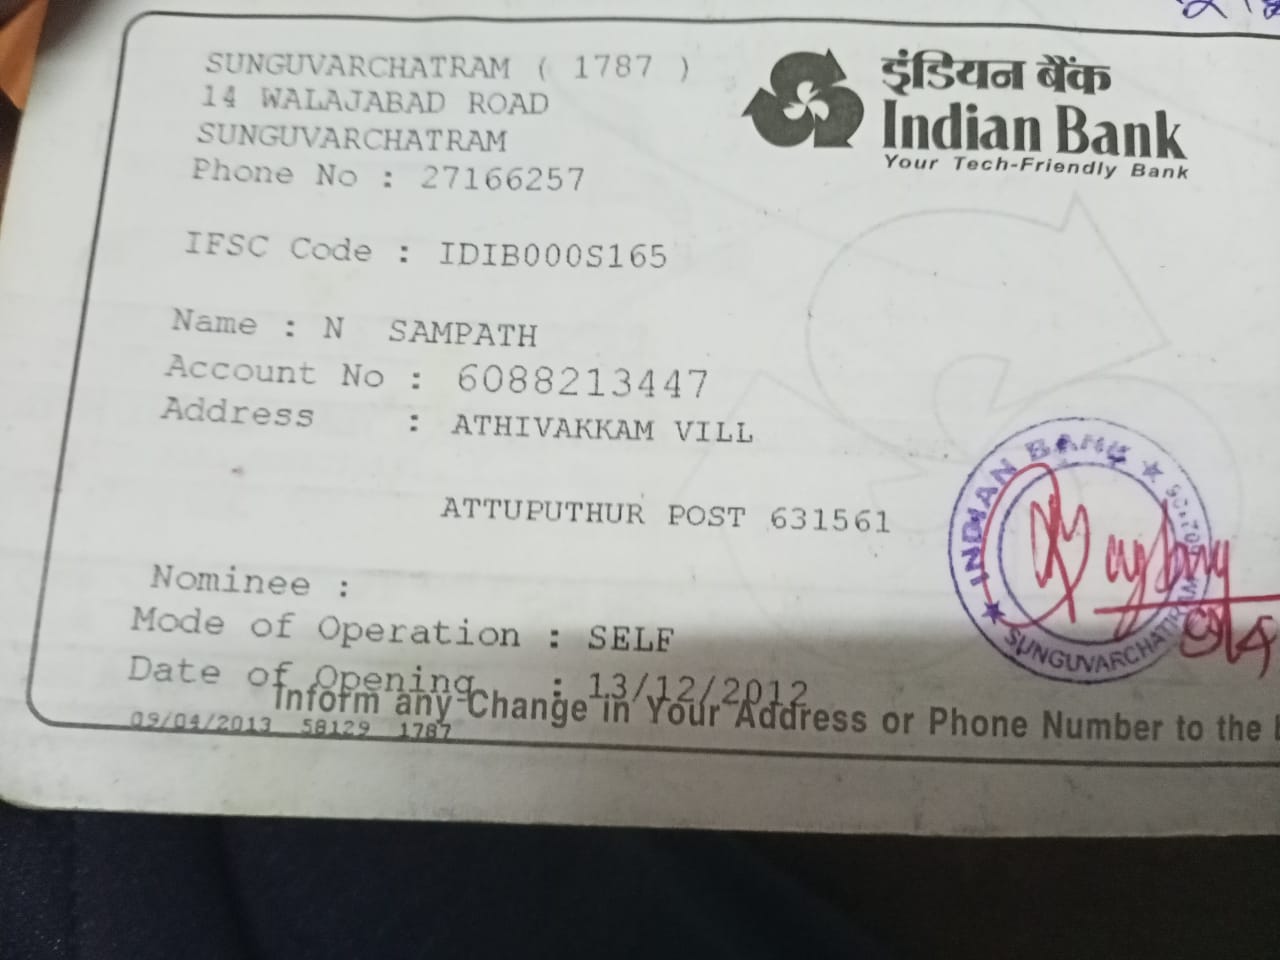 SUNGUVARCHATRAM ( 1787 )
14 WALAJABAD ROAD
SUNGUVARCHATRAM
Phone No : 27166257
इंडियन बैंक
Indian Bank
Your Tech-Friendly Bank
IFSC Code : IDIB000S165
Name : N SAMPATH
Account No : 6088213447
Address : ATHIVAKKAM VILL
ATTUPUTHUR POST 631561
Nominee :
Mode of Operation : SELF
Date of Opening : 13/12/2012
Inform any Change in Your Address or Phone Number to the
09/04/2013 58129 1787
INDIAN BANK
SUNGUVARCHATRAM